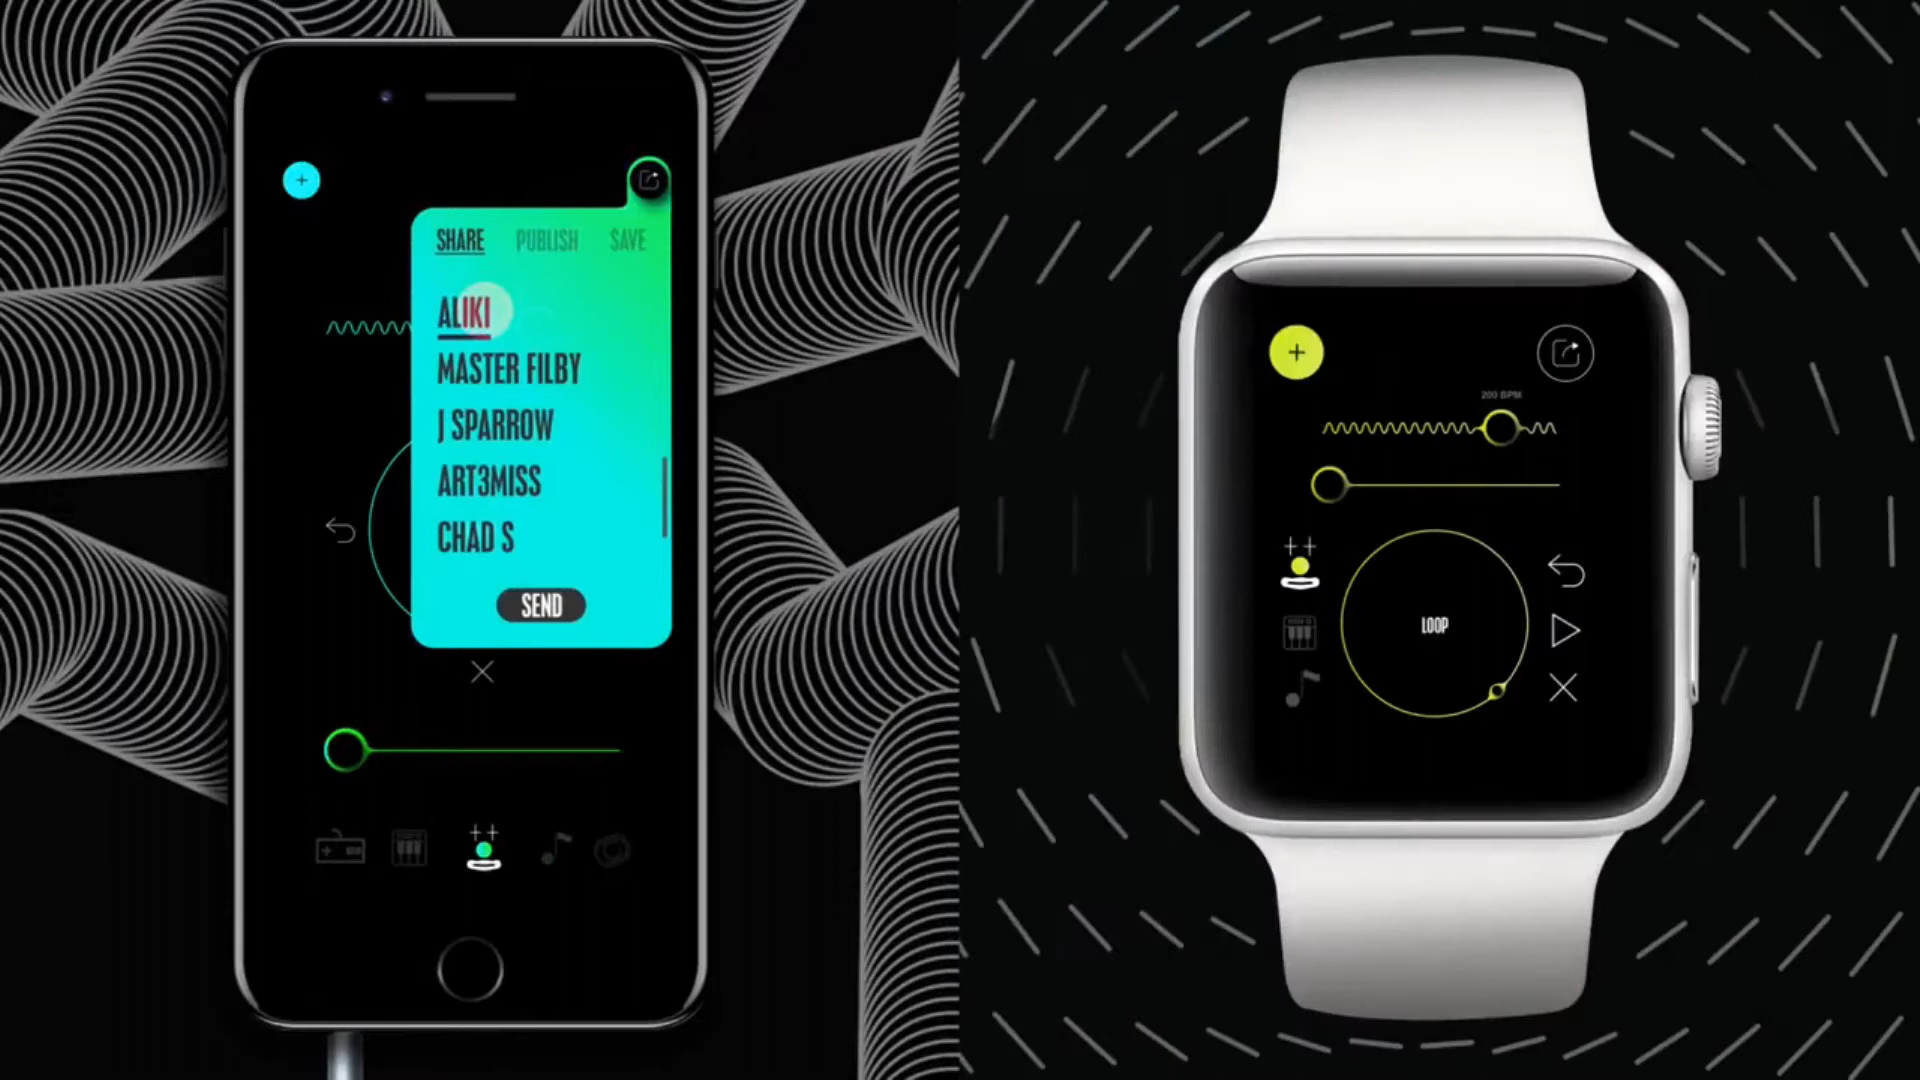 SHARE PUBLISH SAVE
ALIKI
MASTER FILBY
J SPARROW
ART3MISS
CHAD S
SEND
200 BPM
LOOP